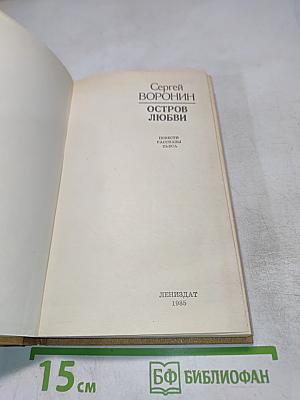 Сергей
ВОРОНИН
ОСТРОВ
ЛЮБВИ
ПОВЕСТИ
РАССКАЗЫ
ПЬЕСА
ЛЕНИЗДАТ
1985
15 см
БФ БИБЛИОФАН